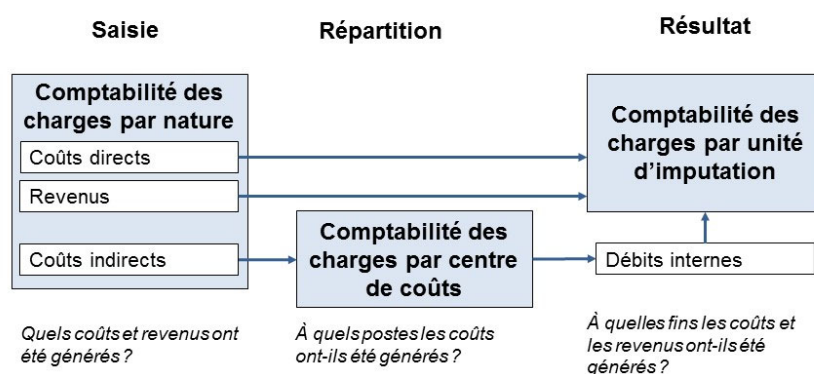 Saisie
Répartition
Résultat
Comptabilité des
charges par nature
Coûts directs
Revenus
Coûts indirects
Comptabilité des
charges par centre
de coûts
Comptabilité des
charges par unité
d'imputation
Débits internes
Quels coûts et revenus ont
été générés ?
À quels postes les coûts
ont-ils été générés ?
À quelles fins les coûts et
les revenus ont-ils été
générés ?